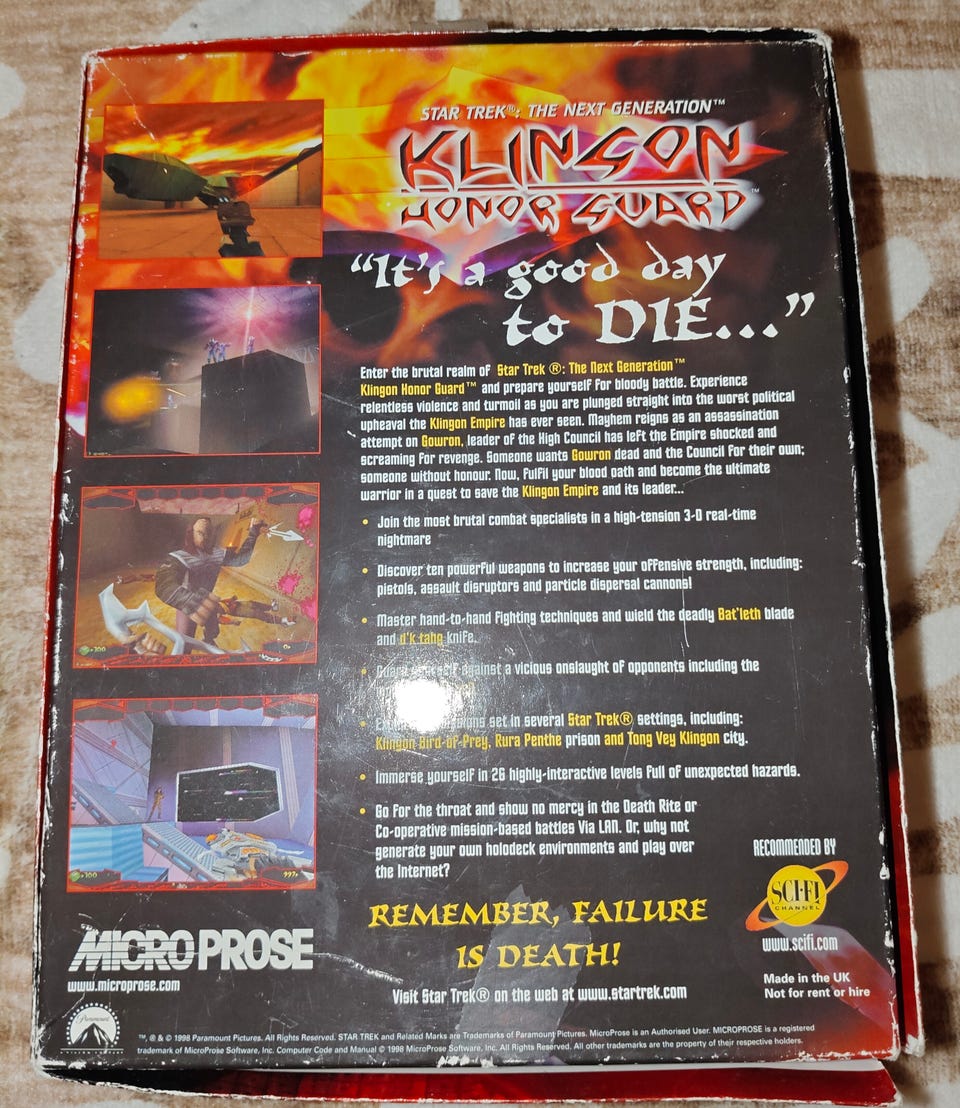 STAR TREK®: THE NEXT GENERATION™
KLINGON
HONOR GUARD™
"It's a good day
to DIE..."
Enter the brutal realm of Star Trek ®: The Next Generation™
Klingon Honor Guard™ and prepare yourself for bloody battle. Experience
relentless violence and turmoil as you are plunged straight into the worst political
upheaval the Klingon Empire has ever seen. Mayhem reigns as an assassination
attempt on Gowron, leader of the High Council has left the Empire shocked and
screaming for revenge. Someone wants Gowron dead and the Council for their own;
someone without honour. Now, fulfil your blood oath and become the ultimate
warrior in a quest to save the Klingon Empire and its leader...
• Join the most brutal combat specialists in a high-tension 3-D real-time
nightmare
• Discover ten powerful weapons to increase your offensive strength, including:
pistols, assault disruptors and particle dispersal cannons!
• Master hand-to-hand fighting techniques and wield the deadly Bat'leth blade
and d'k tahg knife.
• Guard yourself against a vicious onslaught of opponents including the
• set in several Star Trek® settings, including:
Klingon Bird-of-Prey, Rura Penthe prison and Tong Vey Klingon city.
• Immerse yourself in 26 highly-interactive levels full of unexpected hazards.
• Go for the throat and show no mercy in the Death Rite or
Co-operative mission-based battles Via LAN. Or, why not
generate your own holodeck environments and play over
the Internet?
REMEMBER, FAILURE
IS DEATH!
Visit Star Trek® on the web at www.startrek.com
RECOMMENDED BY
SCI-FI
CHANNEL
www.scifi.com
Made in the UK
Not for rent or hire
MICROPROSE
www.microprose.com
Paramount
™, ® & © 1998 Paramount Pictures. All Rights Reserved. STAR TREK and Related Marks are Trademarks of Paramount Pictures. MicroProse is an Authorised User. MICROPROSE is a registered
trademark of MicroProse Software, Inc. Computer Code and Manual © 1998 MicroProse Software, Inc. All Rights Reserved. All other trademarks are the property of their respective holders.
+100
+100
997